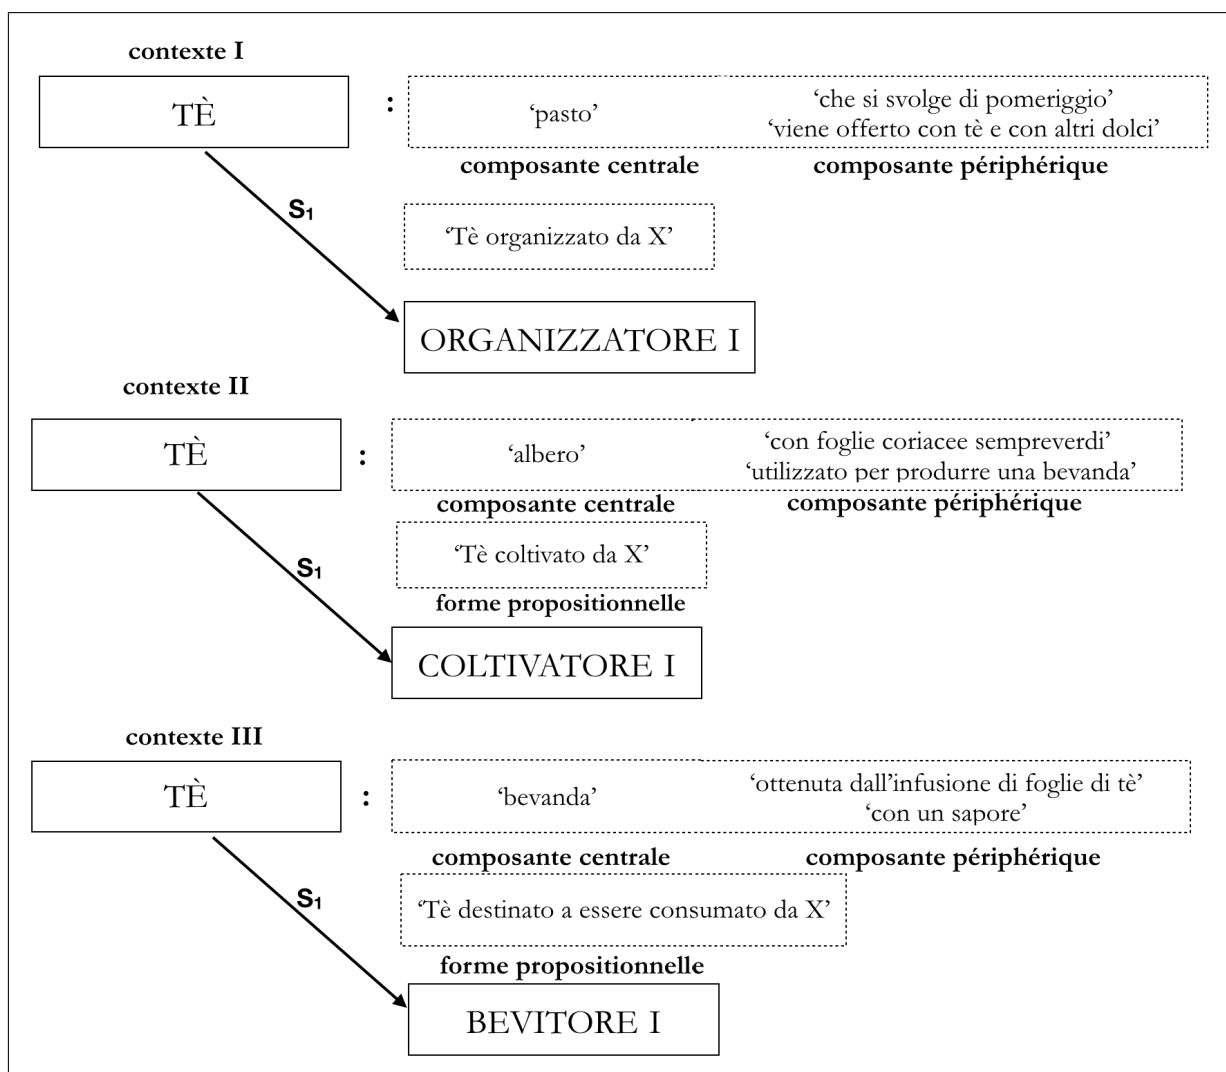 contexte I
TÈ
:
‘pasto’
‘che si svolge di pomeriggio’
‘viene offerto con tè e con altri dolci’
composante centrale
composante périphérique
S₁
‘Tè organizzato da X’
ORGANIZZATORE I
contexte II
TÈ
:
‘albero’
‘con foglie coriacee sempreverdi’
‘utilizzato per produrre una bevanda’
composante centrale
composante périphérique
S₁
‘Tè coltivato da X’
forme propositionnelle
COLTIVATORE I
contexte III
TÈ
:
‘bevanda’
‘ottenuta dall’infusione di foglie di tè’
‘con un sapore’
composante centrale
composante périphérique
S₁
‘Tè destinato a essere consumato da X’
forme propositionnelle
BEVITORE I